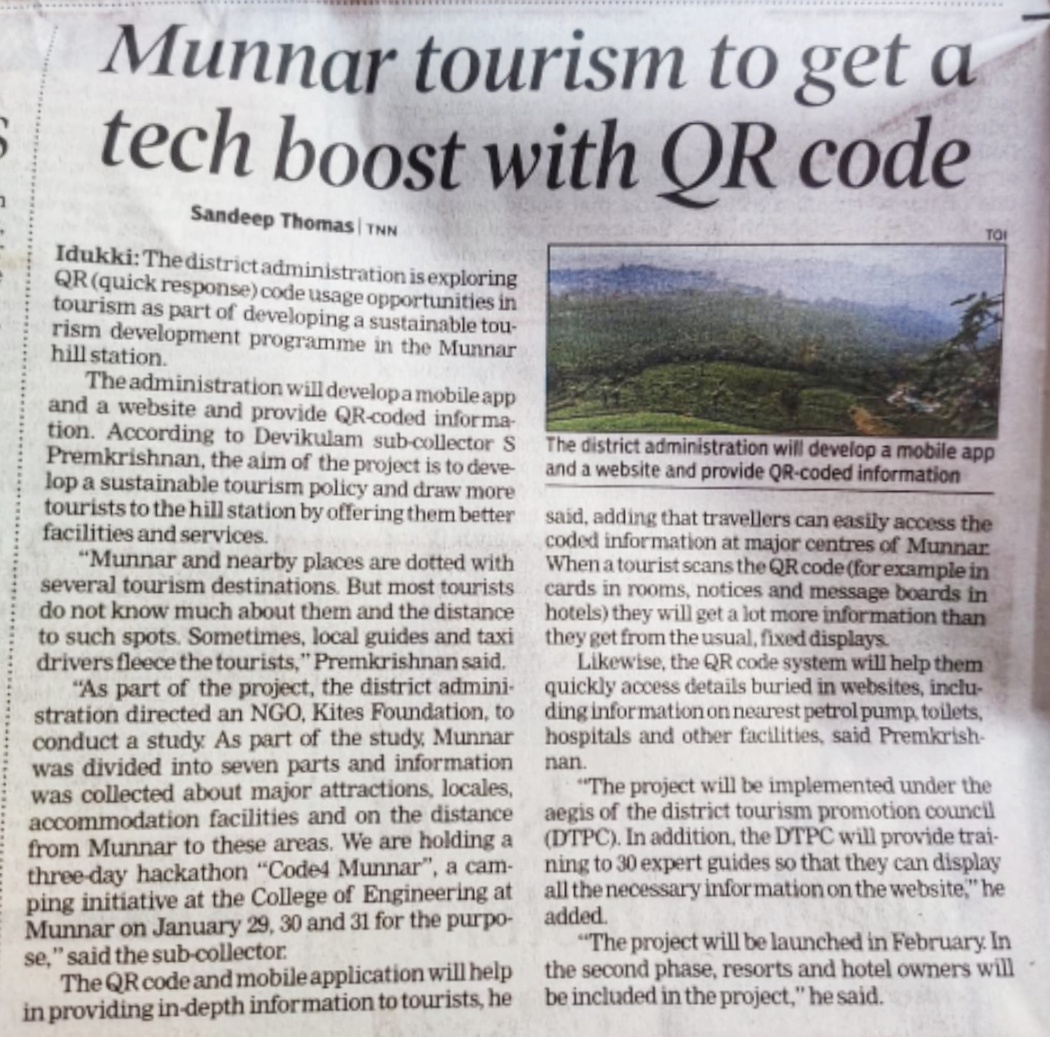 Munnar tourism to get a
tech boost with QR code
Sandeep Thomas | TNN
Idukki: The district administration is exploring
QR (quick response) code usage opportunities in
tourism as part of developing a sustainable tou-
rism development programme in the Munnar
hill station.
The administration will develop a mobile app
and a website and provide QR-coded informa-
tion. According to Devikulam sub-collector S
Premkrishnan, the aim of the project is to deve-
lop a sustainable tourism policy and draw more
tourists to the hill station by offering them better
facilities and services.
“Munnar and nearby places are dotted with
several tourism destinations. But most tourists
do not know much about them and the distance
to such spots. Sometimes, local guides and taxi
drivers fleece the tourists,” Premkrishnan said.
“As part of the project, the district admini-
stration directed an NGO, Kites Foundation, to
conduct a study. As part of the study, Munnar
was divided into seven parts and information
was collected about major attractions, locales,
accommodation facilities and on the distance
from Munnar to these areas. We are holding a
three-day hackathon “Code4 Munnar”, a cam-
ping initiative at the College of Engineering at
Munnar on January 29, 30 and 31 for the purpo-
se,” said the sub-collector.
The QR code and mobile application will help
in providing in-depth information to tourists, he
TOI
The district administration will develop a mobile app
and a website and provide QR-coded information
said, adding that travellers can easily access the
coded information at major centres of Munnar.
When a tourist scans the QR code (for example in
cards in rooms, notices and message boards in
hotels) they will get a lot more information than
they get from the usual, fixed displays.
Likewise, the QR code system will help them
quickly access details buried in websites, inclu-
ding information on nearest petrol pump, toilets,
hospitals and other facilities, said Premkrish-
nan.
“The project will be implemented under the
aegis of the district tourism promotion council
(DTPC). In addition, the DTPC will provide trai-
ning to 30 expert guides so that they can display
all the necessary information on the website,” he
added.
“The project will be launched in February. In
the second phase, resorts and hotel owners will
be included in the project,” he said.